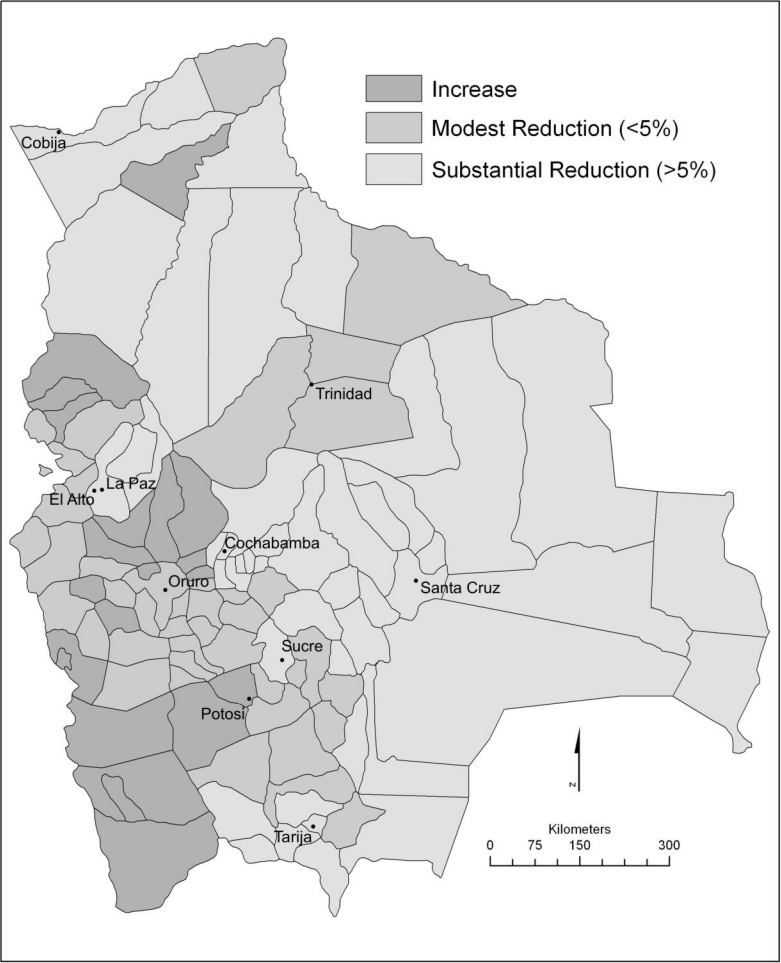 Increase
Modest Reduction (<5%)
Cobija
Substantial Reduction (>5%)
Trinidad
La Paz
El Alto
Cochabamba
Oruro
Santa Cruz
Sucre
Potosí
N
Tarija
Kilometers
0 75 150 300